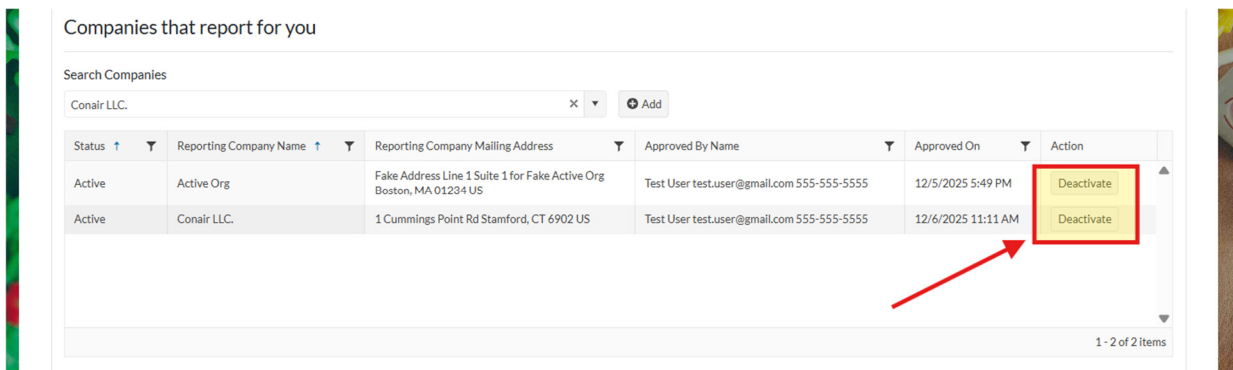 Companies that report for you
Search Companies
Conair LLC.
Add
Status Reporting Company Name Reporting Company Mailing Address Approved By Name Approved On Action
Active Active Org Fake Address Line 1 Suite 1 for Fake Active Org
Boston, MA 01234 US Test User test.user@gmail.com 555-555-5555 12/5/2025 5:49 PM Deactivate
Active Conair LLC. 1 Cummings Point Rd Stamford, CT 6902 US Test User test.user@gmail.com 555-555-5555 12/6/2025 11:11 AM Deactivate
1 - 2 of 2 items